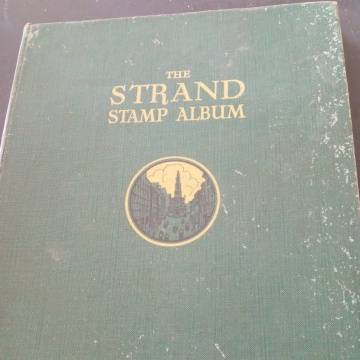 THE
STRAND
STAMP ALBUM